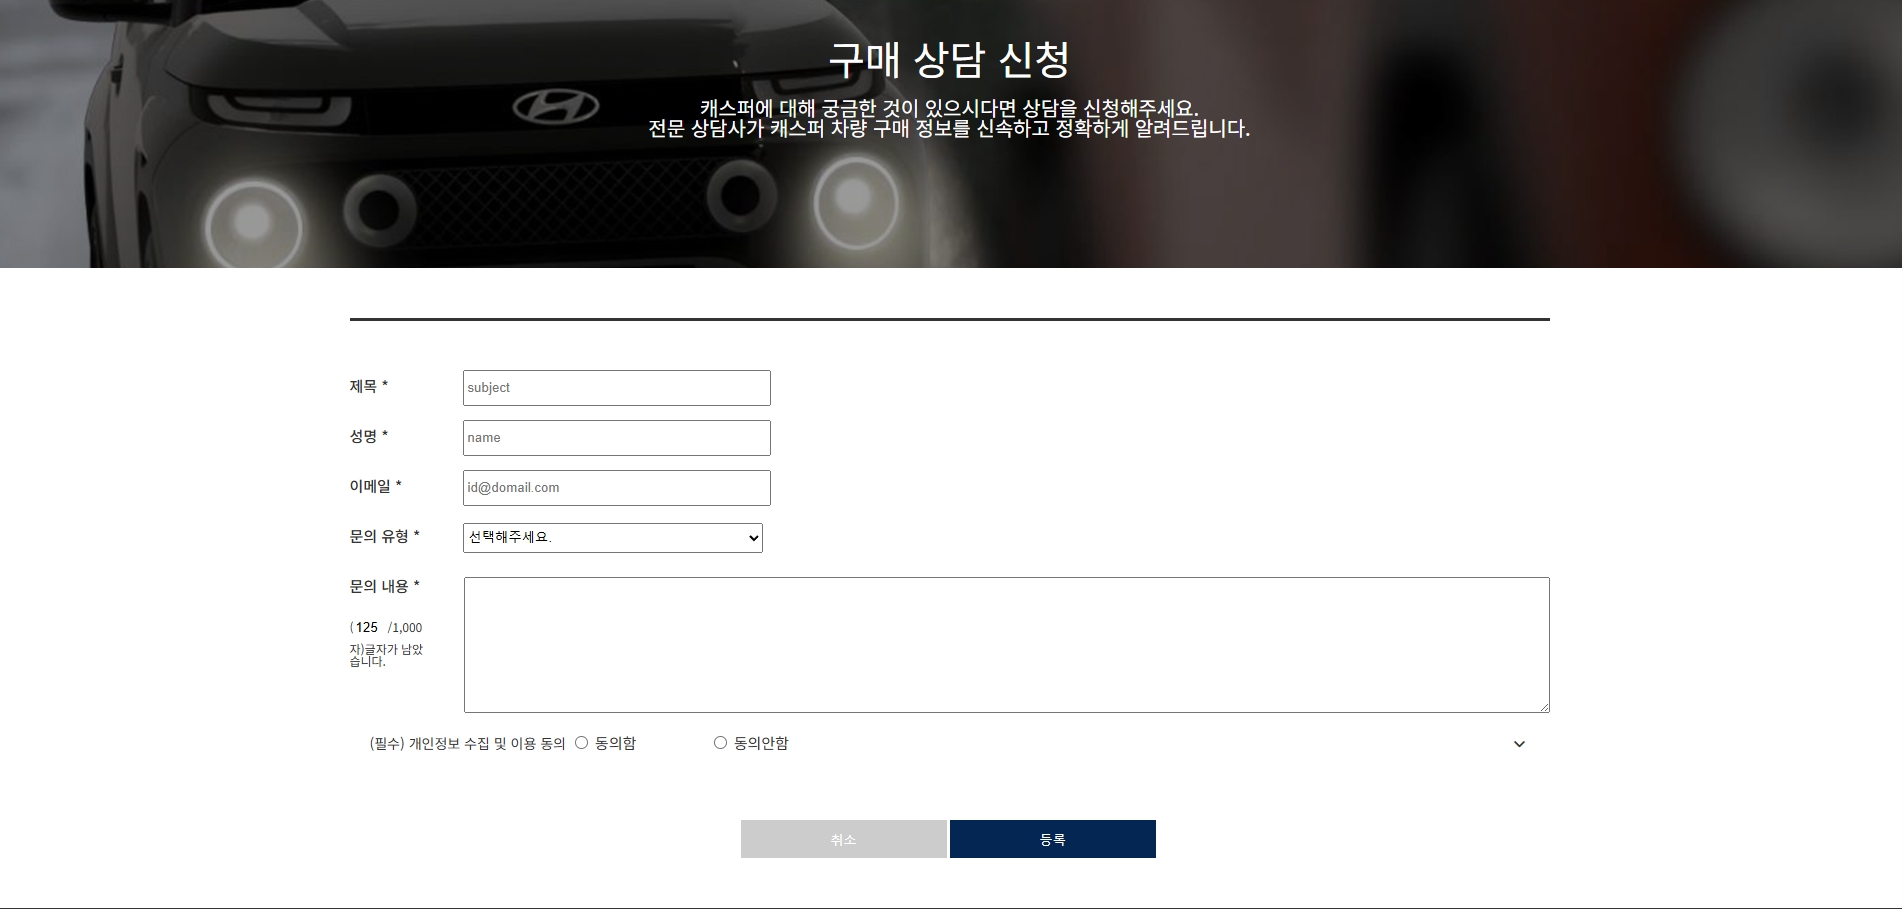 구매 상담 신청
캐스퍼에 대해 궁금한 것이 있으시다면 상담을 신청해주세요.
전문 상담사가 캐스퍼 차량 구매 정보를 신속하고 정확하게 알려드립니다.
제목 *
subject
성명 *
name
이메일 *
id@domail.com
문의 유형 *
선택해주세요.
문의 내용 *
( 125 /1,000
자)글자가 남았
습니다.
(필수) 개인정보 수집 및 이용 동의 동의함 동의안함
취소 등록